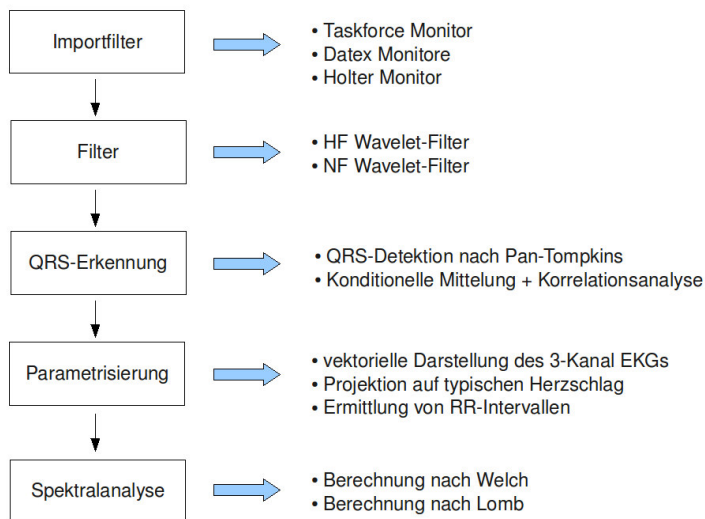 Importfilter
• Taskforce Monitor
• Datex Monitore
• Holter Monitor
Filter
• HF Wavelet-Filter
• NF Wavelet-Filter
QRS-Erkennung
• QRS-Detektion nach Pan-Tompkins
• Konditionelle Mittelung + Korrelationsanalyse
Parametrisierung
• vektorielle Darstellung des 3-Kanal EKGs
• Projektion auf typischen Herzschlag
• Ermittlung von RR-Intervallen
Spektralanalyse
• Berechnung nach Welch
• Berechnung nach Lomb